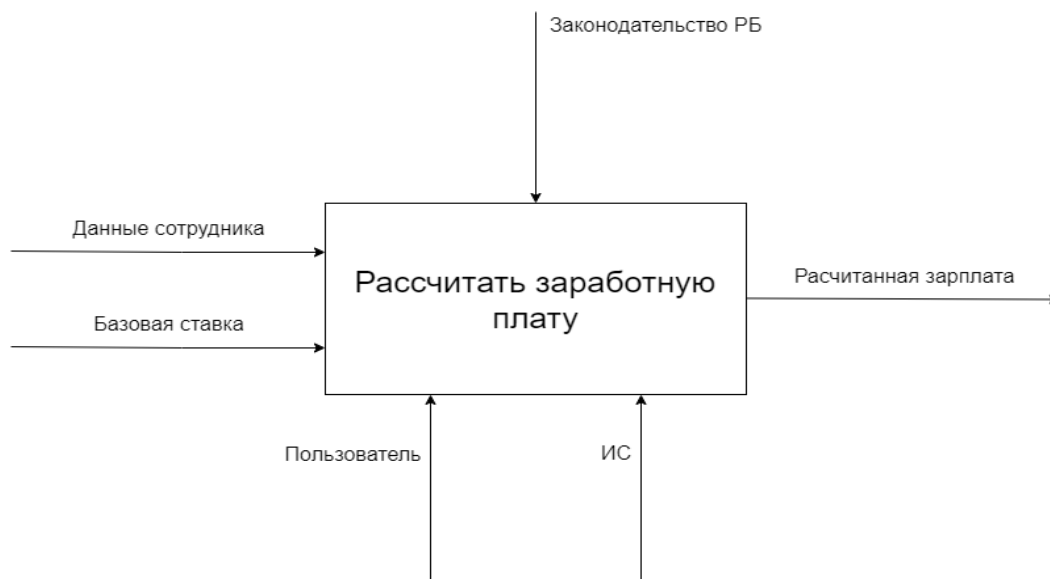 Законодательство РБ
Данные сотрудника
Рассчитать заработную
плату
Расчитанная зарплата
Базовая ставка
Пользователь
ИС